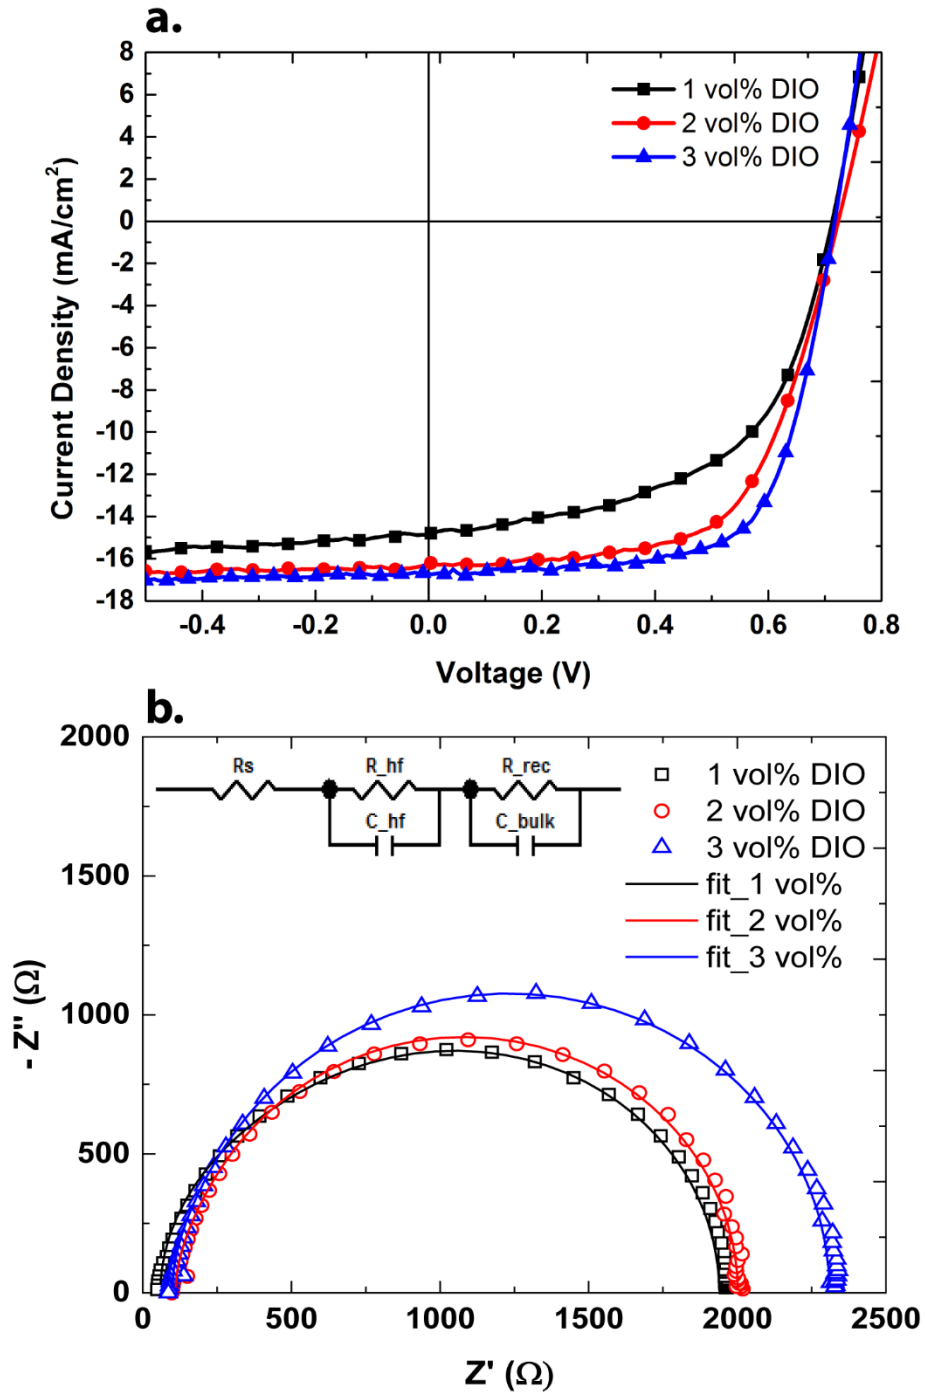 a.
8
6
4
2
0
-2
-4
-6
-8
-10
-12
-14
-16
-18
Current Density (mA/cm²)
1 vol% DIO
2 vol% DIO
3 vol% DIO
-0.4 -0.2 0.0 0.2 0.4 0.6 0.8
Voltage (V)
b.
2000
1500
1000
500
0
- Z'' (Ω)
Rs R_hf R_rec
C_hf C_bulk
1 vol% DIO
2 vol% DIO
3 vol% DIO
fit_1 vol%
fit_2 vol%
fit_3 vol%
0 500 1000 1500 2000 2500
Z' (Ω)